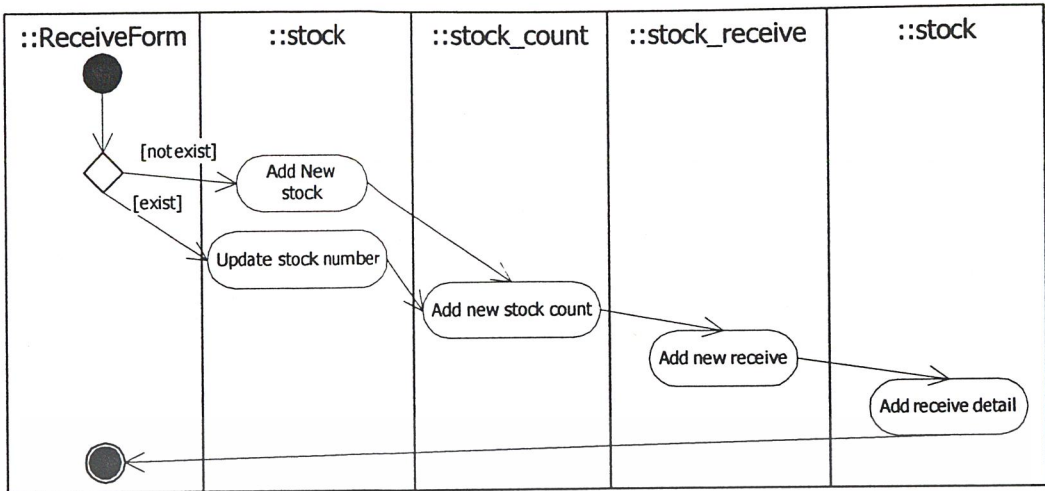 ::ReceiveForm
::stock
::stock_count
::stock_receive
::stock
[not exist]
Add New
stock
[exist]
Update stock number
Add new stock count
Add new receive
Add receive detail